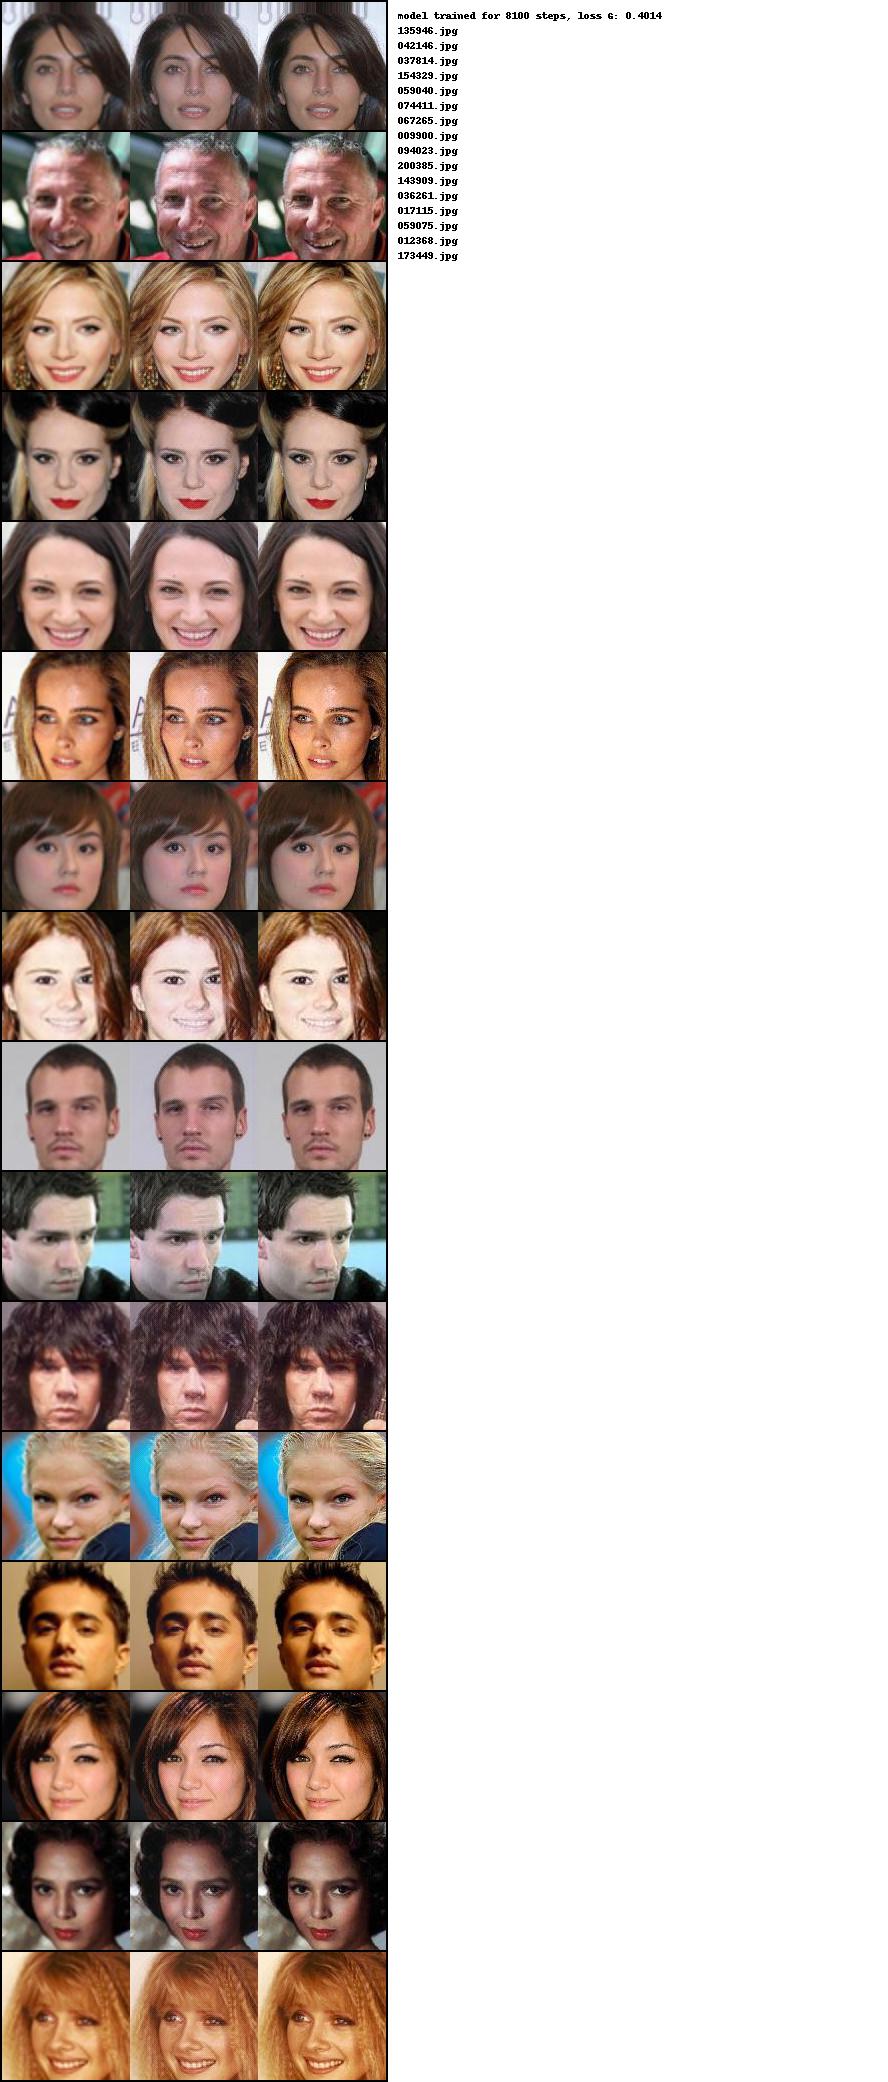 model trained for 8100 steps, loss G: 0.4014
135946.jpg
042146.jpg
037814.jpg
154329.jpg
059040.jpg
074411.jpg
067265.jpg
009900.jpg
094023.jpg
200385.jpg
143909.jpg
036261.jpg
017115.jpg
059075.jpg
012368.jpg
173449.jpg